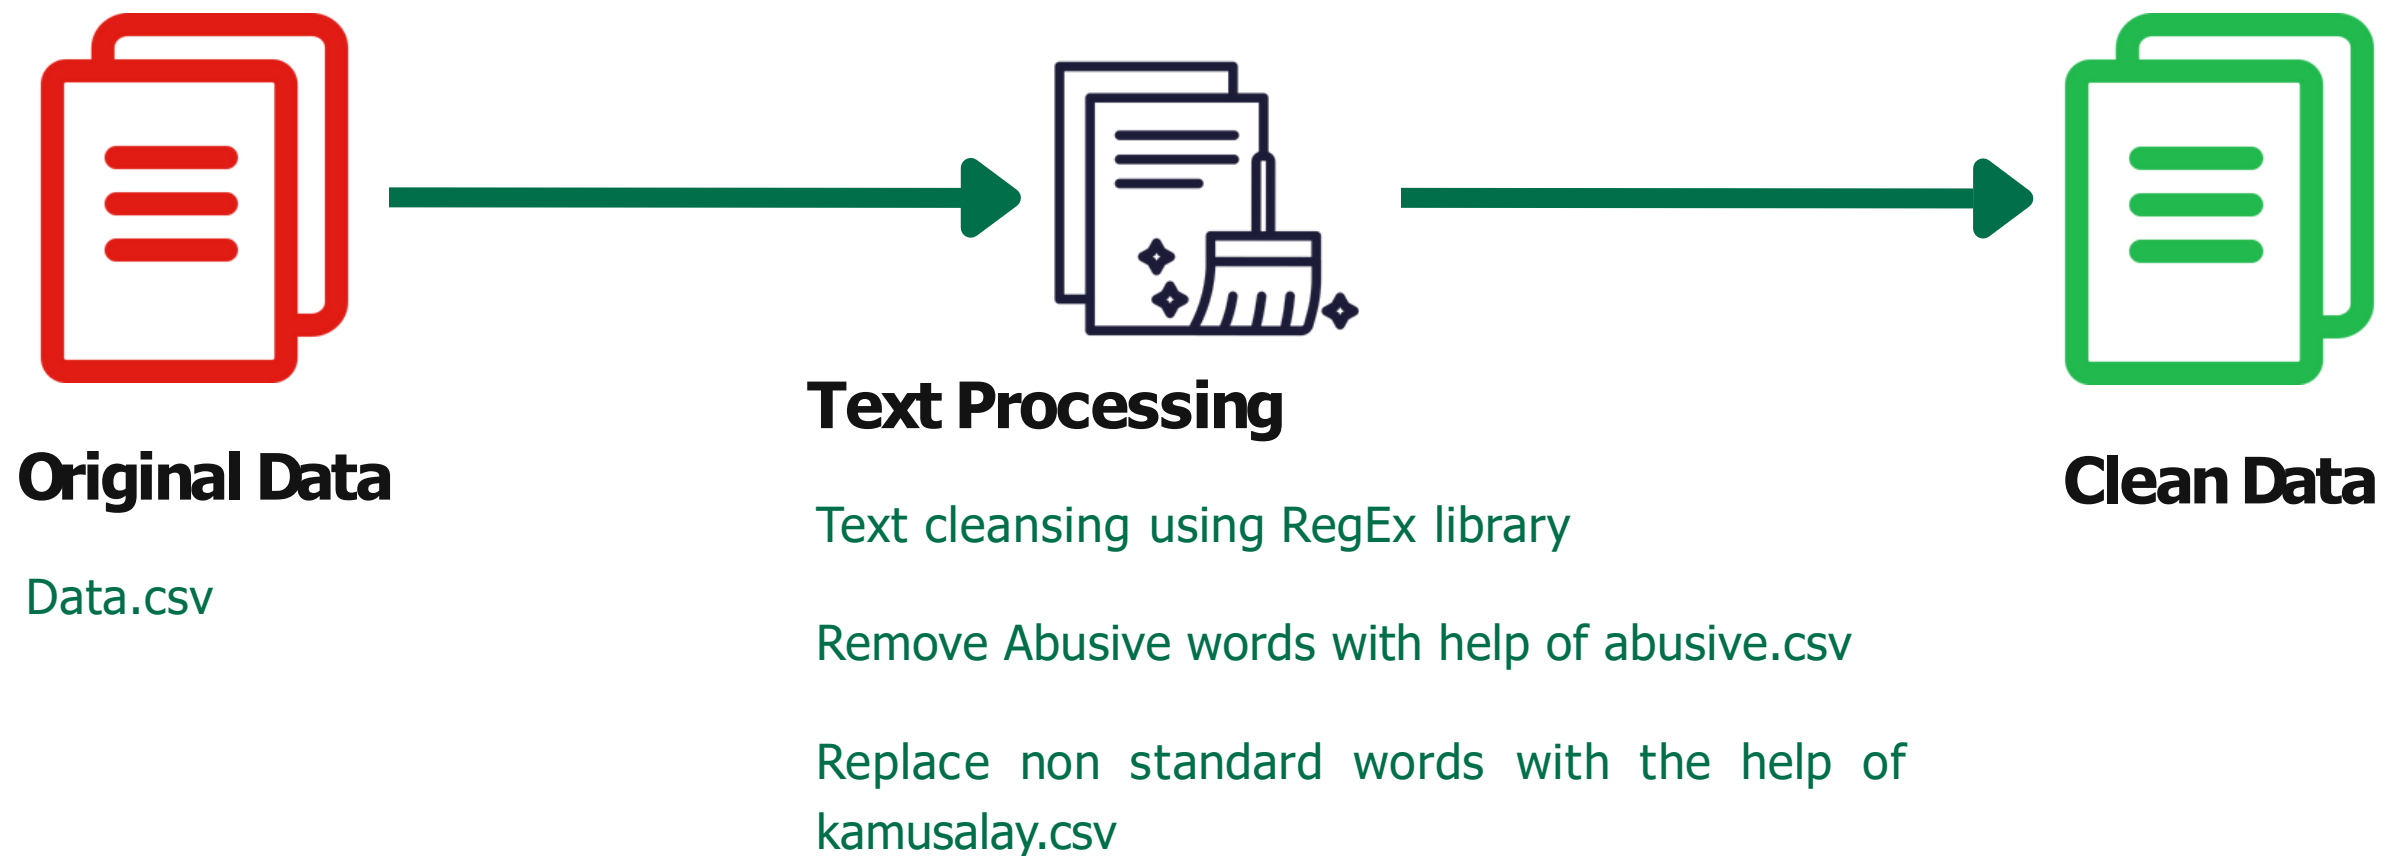 Original Data
Data.csv
Text Processing
Text cleansing using RegEx library
Remove Abusive words with help of abusive.csv
Replace non standard words with the help of
kamusalay.csv
Clean Data